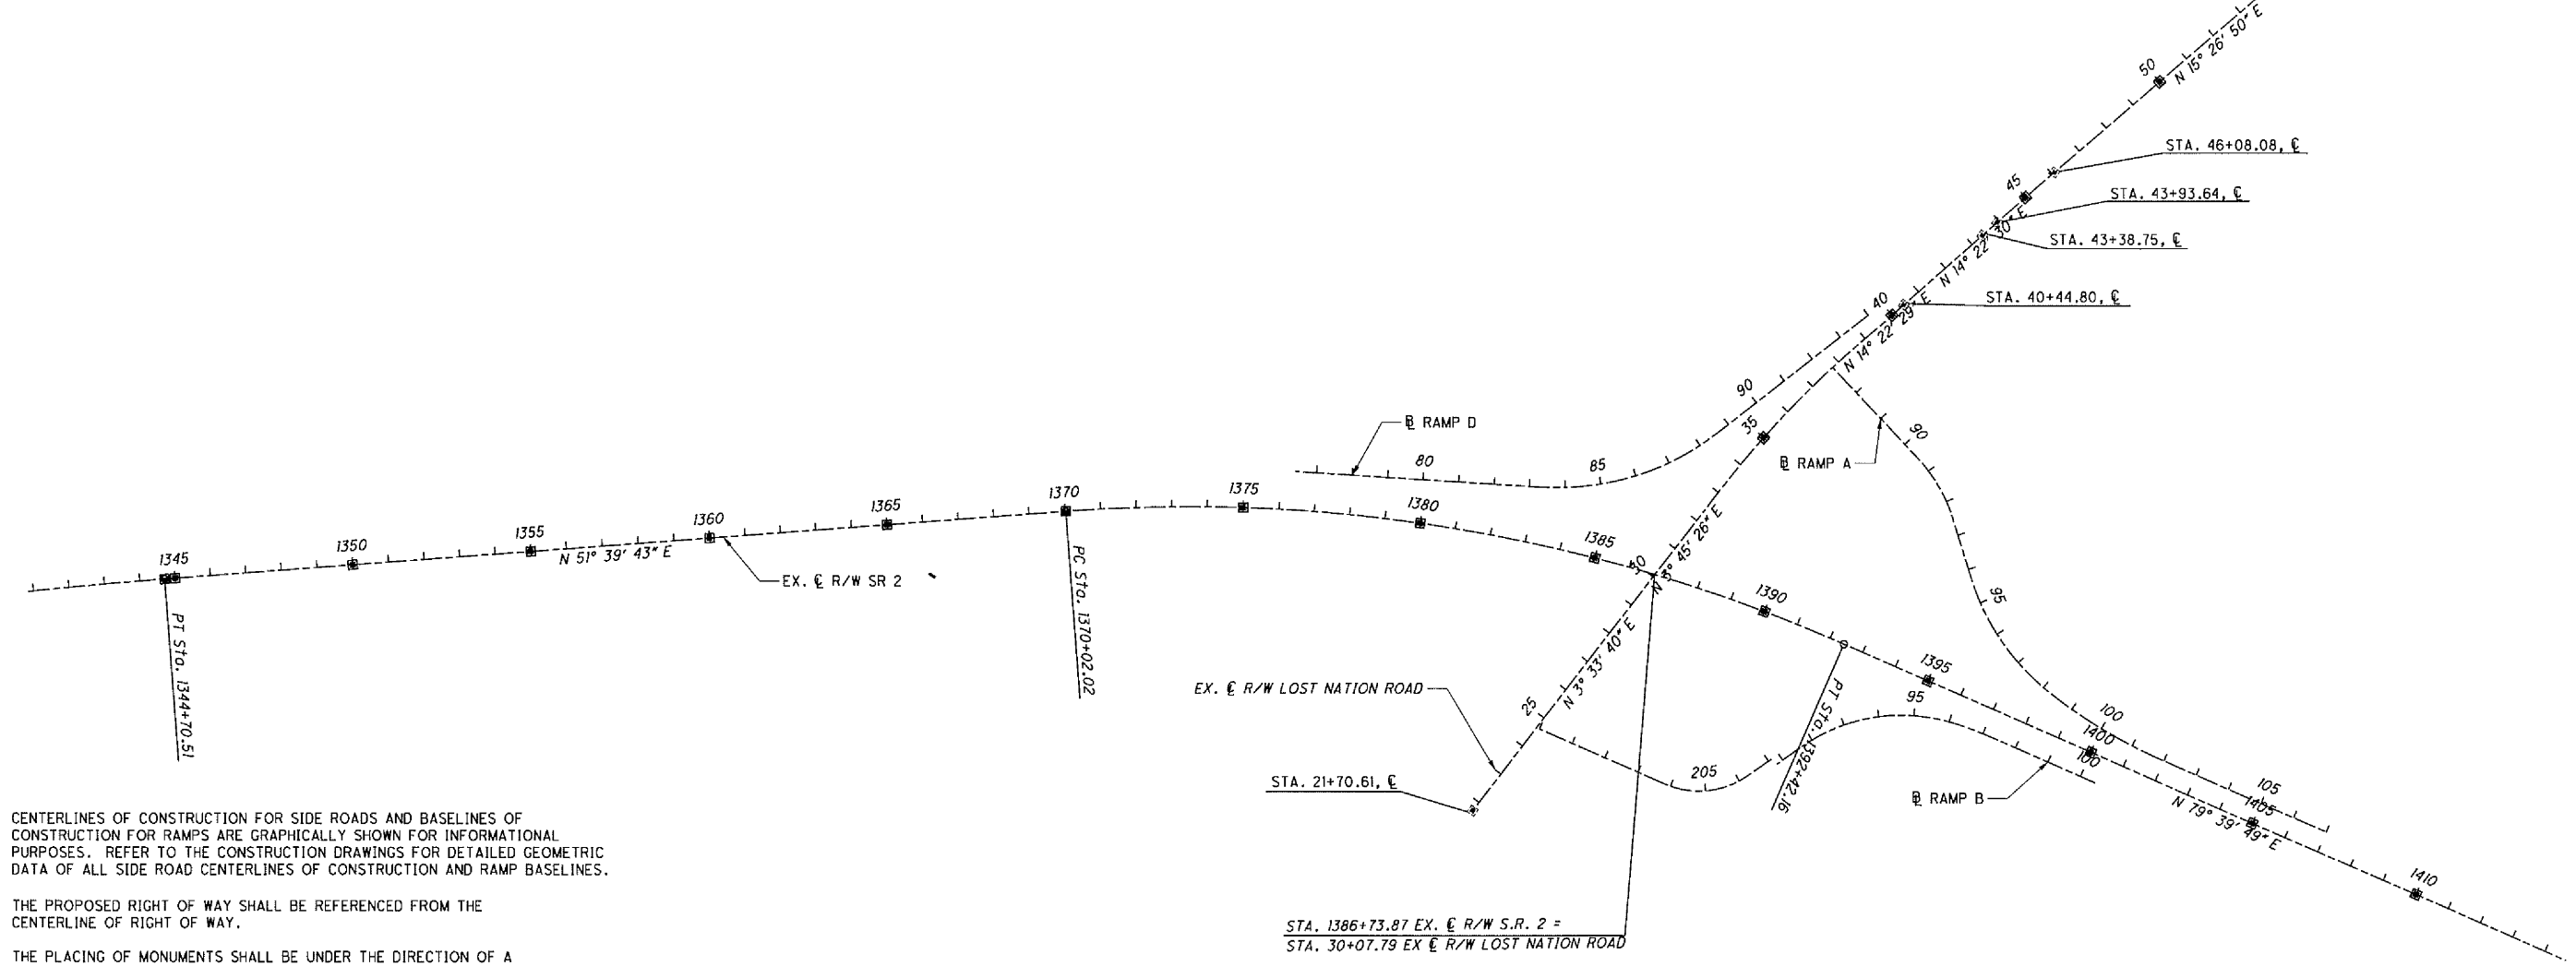 50
N 15° 26' 50" E
STA. 46+08.08, ℄
45
STA. 43+93.64, ℄
STA. 43+38.75, ℄
N 14° 22' 30" E
STA. 40+44.80, ℄
40
N 14° 22' 29" E
90
35
℄ RAMP D
80
85
90
℄ RAMP A
1345
1350
1355
1360
1365
1370
1375
1380
1385
N 51° 39' 43" E
EX. ℄ R/W SR 2
PT Sta. 1344+70.51
PC Sta. 1370+02.02
30
N 3° 45' 26" E
1390
95
N 3° 33' 40" E
1395
95
EX. ℄ R/W LOST NATION ROAD
25
PT Sta. 1392+42.16
100
1400
100
205
STA. 21+70.61, ℄
℄ RAMP B
105
1405
N 79° 39' 49" E
1410
CENTERLINES OF CONSTRUCTION FOR SIDE ROADS AND BASELINES OF
CONSTRUCTION FOR RAMPS ARE GRAPHICALLY SHOWN FOR INFORMATIONAL
PURPOSES. REFER TO THE CONSTRUCTION DRAWINGS FOR DETAILED GEOMETRIC
DATA OF ALL SIDE ROAD CENTERLINES OF CONSTRUCTION AND RAMP BASELINES.
THE PROPOSED RIGHT OF WAY SHALL BE REFERENCED FROM THE
CENTERLINE OF RIGHT OF WAY.
THE PLACING OF MONUMENTS SHALL BE UNDER THE DIRECTION OF A
STA. 1386+73.87 EX. ℄ R/W S.R. 2 =
STA. 30+07.79 EX ℄ R/W LOST NATION ROAD